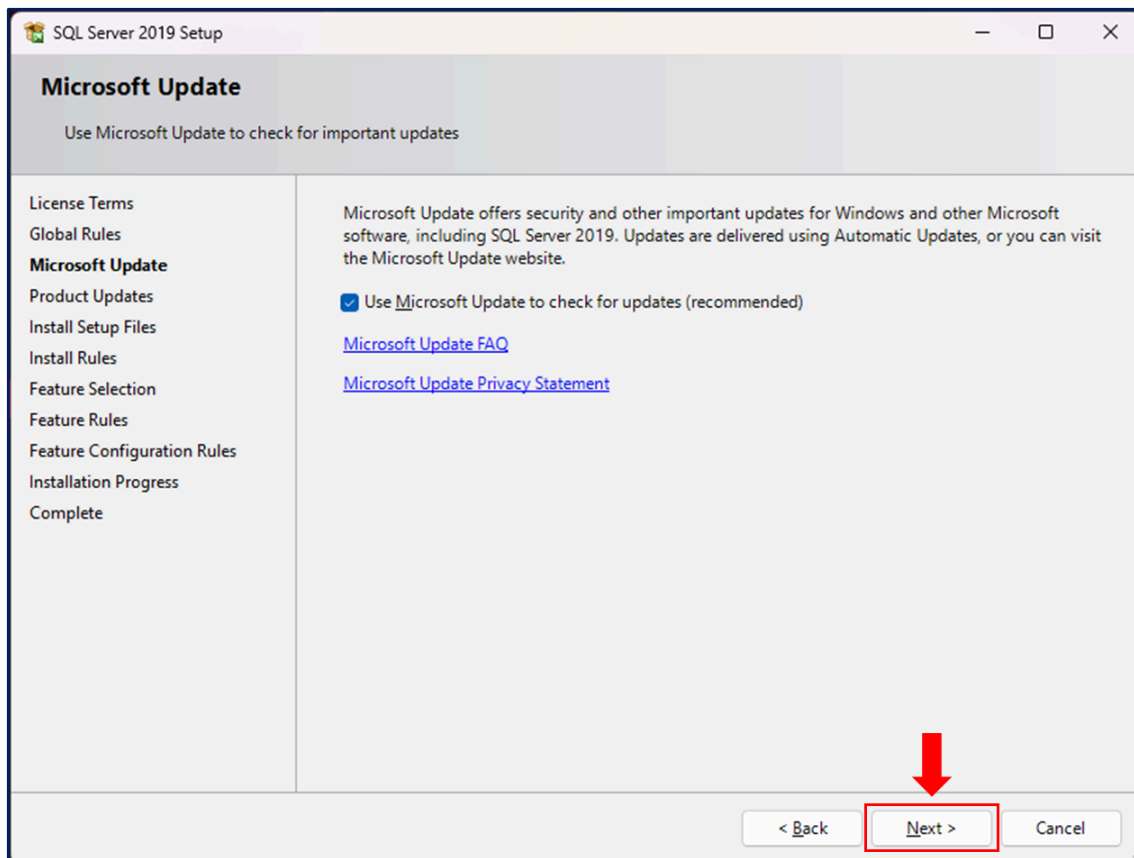 SQL Server 2019 Setup
Microsoft Update
Use Microsoft Update to check for important updates
License Terms
Global Rules
Microsoft Update
Product Updates
Install Setup Files
Install Rules
Feature Selection
Feature Rules
Feature Configuration Rules
Installation Progress
Complete
Microsoft Update offers security and other important updates for Windows and other Microsoft
software, including SQL Server 2019. Updates are delivered using Automatic Updates, or you can visit
the Microsoft Update website.
Use Microsoft Update to check for updates (recommended)
Microsoft Update FAQ
Microsoft Update Privacy Statement
< Back Next > Cancel